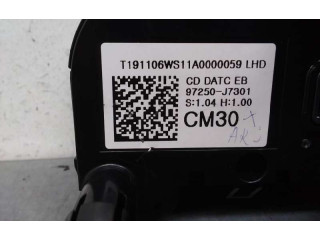 T191106WS11A0000059 LHD
CD DATC EB
97250-J7301
S:1.04 H:1.00
CM30